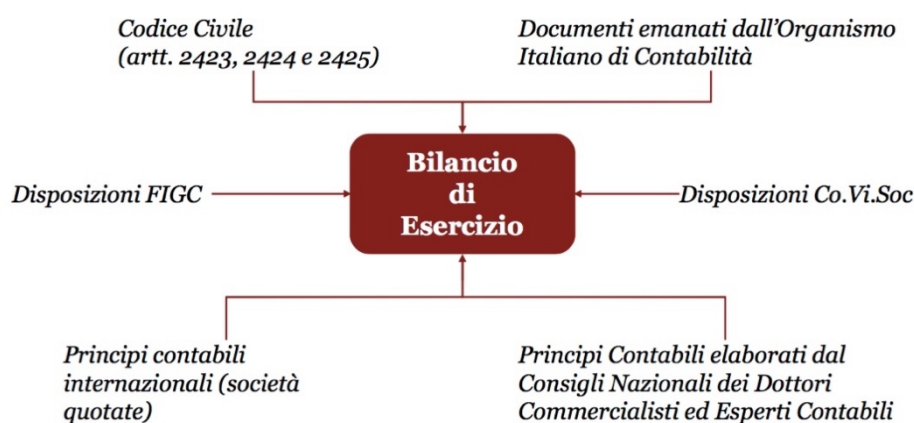 Codice Civile
(artt. 2423, 2424 e 2425)
Documenti emanati dall'Organismo
Italiano di Contabilità
Bilancio
di
Esercizio
Disposizioni FIGC
Disposizioni Co.Vi.Soc
Principi contabili
internazionali (società
quotate)
Principi Contabili elaborati dal
Consigli Nazionali dei Dottori
Commercialisti ed Esperti Contabili